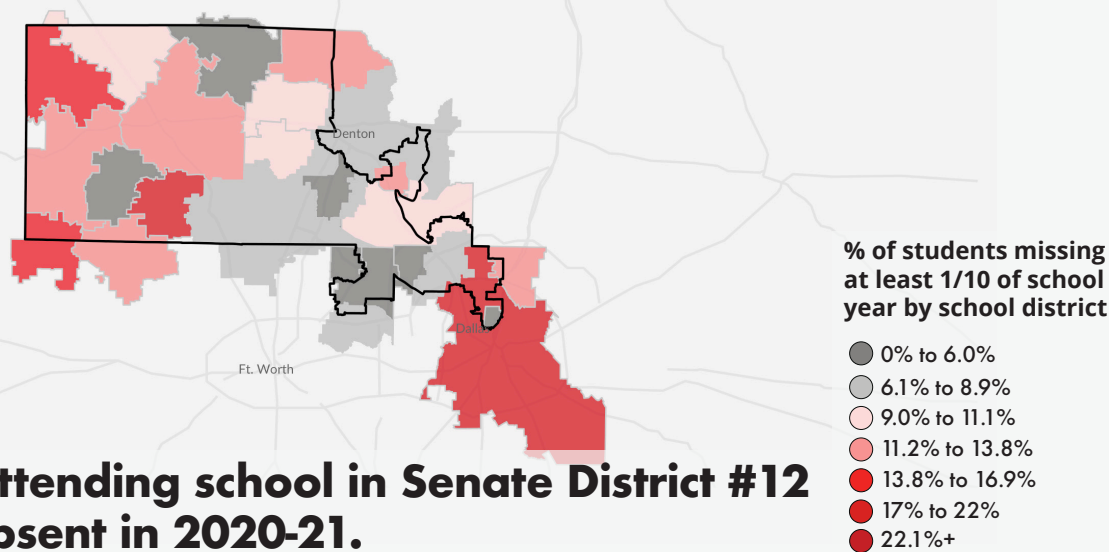 Denton
Dallas
Ft. Worth
% of students missing
at least 1/10 of school
year by school district
0% to 6.0%
6.1% to 8.9%
9.0% to 11.1%
11.2% to 13.8%
13.8% to 16.9%
17% to 22%
22.1%+
ttending school in Senate District #12
bsent in 2020-21.